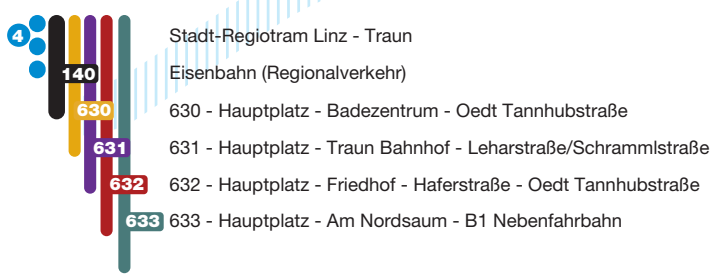 4 Stadt-Regiotram Linz - Traun
140 Eisenbahn (Regionalverkehr)
630 630 - Hauptplatz - Badezentrum - Oedt Tannhubstraße
631 631 - Hauptplatz - Traun Bahnhof - Leharstraße/Schrammlstraße
632 632 - Hauptplatz - Friedhof - Haferstraße - Oedt Tannhubstraße
633 633 - Hauptplatz - Am Nordsaum - B1 Nebenfahrbahn